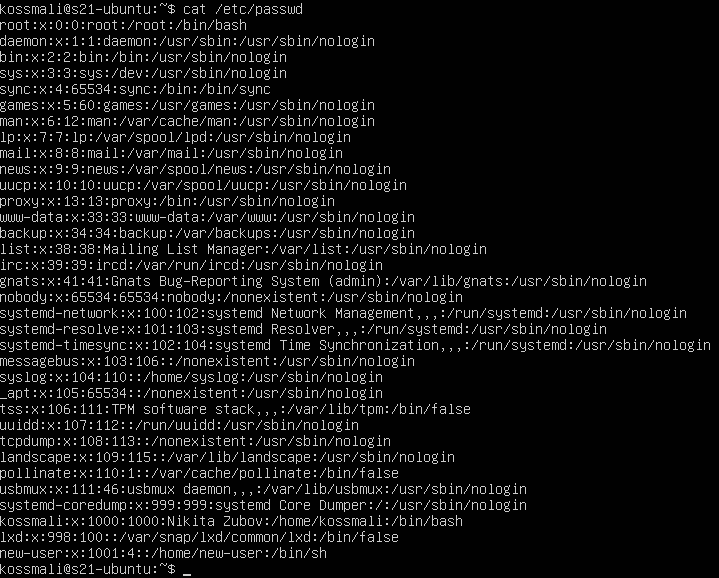 kossmali@s21-ubuntu:~$ cat /etc/passwd
root:x:0:0:root:/root:/bin/bash
daemon:x:1:1:daemon:/usr/sbin:/usr/sbin/nologin
bin:x:2:2:bin:/bin:/usr/sbin/nologin
sys:x:3:3:sys:/dev:/usr/sbin/nologin
sync:x:4:65534:sync:/bin:/bin/sync
games:x:5:60:games:/usr/games:/usr/sbin/nologin
man:x:6:12:man:/var/cache/man:/usr/sbin/nologin
lp:x:7:7:lp:/var/spool/lpd:/usr/sbin/nologin
mail:x:8:8:mail:/var/mail:/usr/sbin/nologin
news:x:9:9:news:/var/spool/news:/usr/sbin/nologin
uucp:x:10:10:uucp:/var/spool/uucp:/usr/sbin/nologin
proxy:x:13:13:proxy:/bin:/usr/sbin/nologin
www-data:x:33:33:www-data:/var/www:/usr/sbin/nologin
backup:x:34:34:backup:/var/backups:/usr/sbin/nologin
list:x:38:38:Mailing List Manager:/var/list:/usr/sbin/nologin
irc:x:39:39:ircd:/var/run/ircd:/usr/sbin/nologin
gnats:x:41:41:Gnats Bug-Reporting System (admin):/var/lib/gnats:/usr/sbin/nologin
nobody:x:65534:65534:nobody:/nonexistent:/usr/sbin/nologin
systemd-network:x:100:102:systemd Network Management,,,:/run/systemd:/usr/sbin/nologin
systemd-resolve:x:101:103:systemd Resolver,,,:/run/systemd:/usr/sbin/nologin
systemd-timesync:x:102:104:systemd Time Synchronization,,,:/run/systemd:/usr/sbin/nologin
messagebus:x:103:106::/nonexistent:/usr/sbin/nologin
syslog:x:104:110::/home/syslog:/usr/sbin/nologin
_apt:x:105:65534::/nonexistent:/usr/sbin/nologin
tss:x:106:111:TPM software stack,,,:/var/lib/tpm:/bin/false
uuidd:x:107:112::/run/uuidd:/usr/sbin/nologin
tcpdump:x:108:113::/nonexistent:/usr/sbin/nologin
landscape:x:109:115::/var/lib/landscape:/usr/sbin/nologin
pollinate:x:110:1::/var/cache/pollinate:/bin/false
usbmux:x:111:46:usbmux daemon,,,:/var/lib/usbmux:/usr/sbin/nologin
systemd-coredump:x:999:999:systemd Core Dumper:/:/usr/sbin/nologin
kossmali:x:1000:1000:Nikita Zubov:/home/kossmali:/bin/bash
lxd:x:998:100::/var/snap/lxd/common/lxd:/bin/false
new-user:x:1001:4::/home/new-user:/bin/sh
kossmali@s21-ubuntu:~$ _